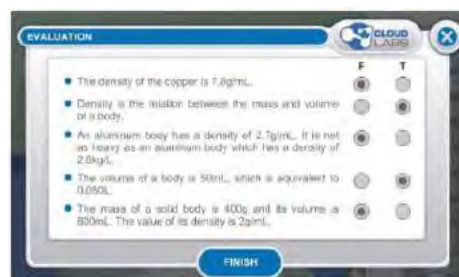 EVALUATION
CLOUD
LABS
F T
The density of the copper is 7.8g/mL.
Density is the relation between the mass and volume
of a body.
An aluminum body has a density of 2.7g/mL. It is not
as heavy as an aluminum body which has a density of
2.8kg/L.
The volume of a body is 50mL, which is equivalent to
0.050L.
The mass of a solid body is 400g and its volume is
800mL. The value of its density is 2g/mL.
FINISH